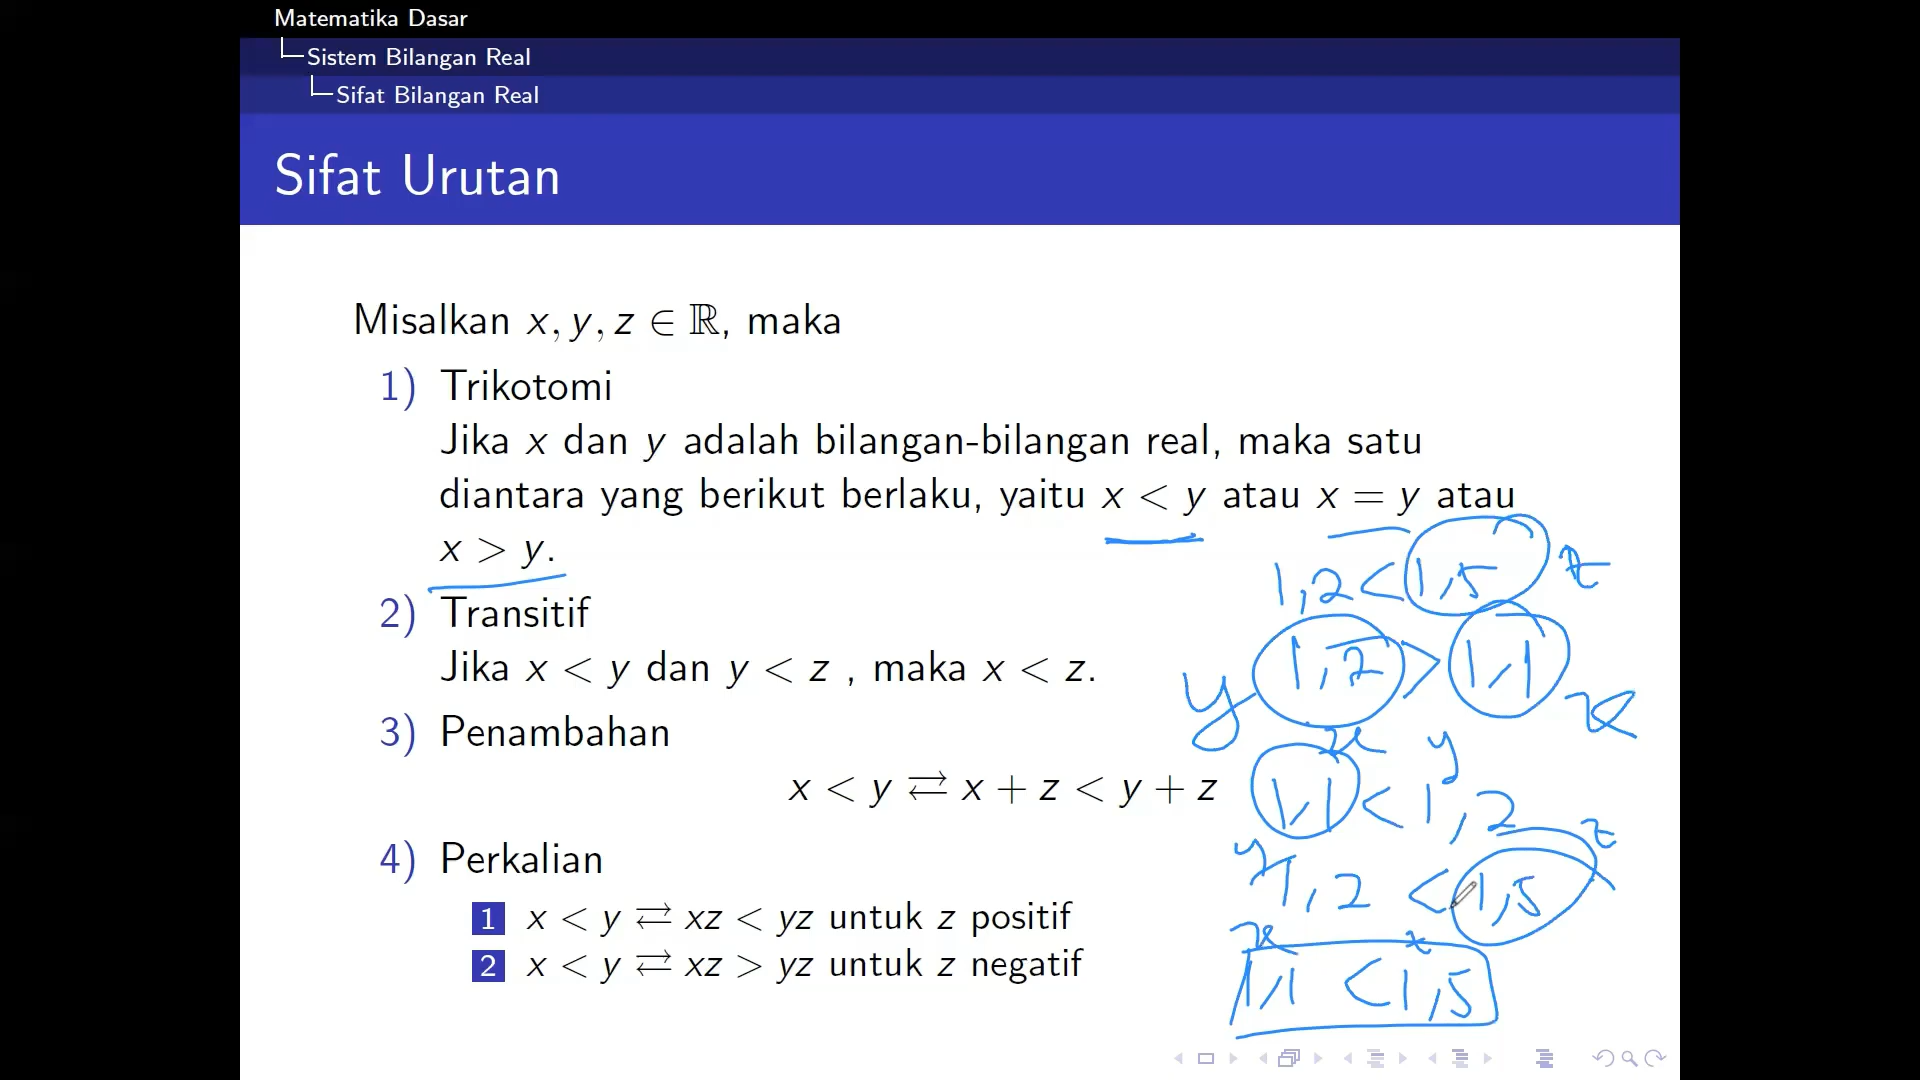 Matematika Dasar
Sistem Bilangan Real
Sifat Bilangan Real
Sifat Urutan
Misalkan x, y, z ∈ ℝ, maka
1) Trikotomi
Jika x dan y adalah bilangan-bilangan real, maka satu
diantara yang berikut berlaku, yaitu x < y atau x = y atau
x > y.
2) Transitif
Jika x < y dan y < z , maka x < z.
3) Penambahan
x < y ⇄ x + z < y + z
4) Perkalian
1 x < y ⇄ xz < yz untuk z positif
2 x < y ⇄ xz > yz untuk z negatif
1,2 < 1,5 z
y 1,2 > 1,1 x
x y
1,1 < 1,2
y z
1,2 < 1,5
x z
1,1 < 1,5